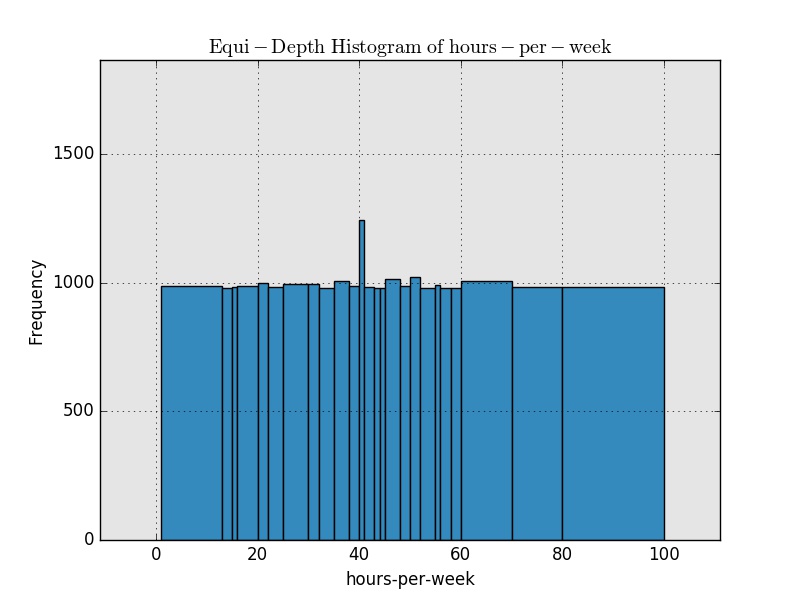 Equi − Depth Histogram of hours − per − week
1500
1000
500
0
Frequency
0 20 40 60 80 100
hours-per-week